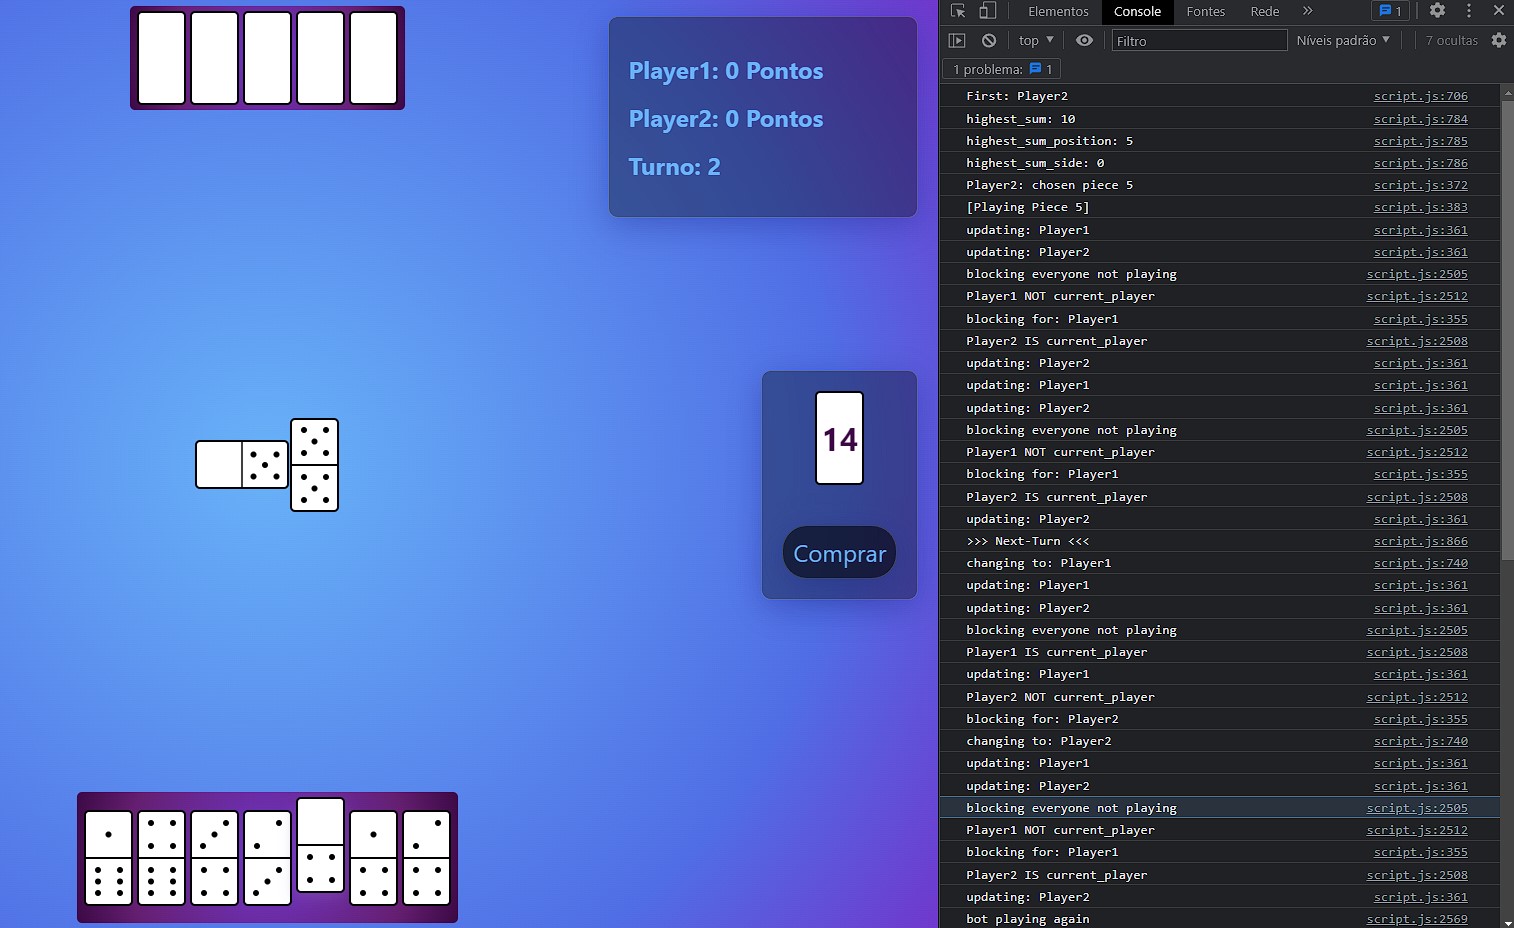 Player1: 0 Pontos
Player2: 0 Pontos
Turno: 2
14
Comprar
Elementos Console Fontes Rede » 1
top Filtro Níveis padrão 7 ocultas
1 problema: 1
First: Player2 script.js:706
highest_sum: 10 script.js:784
highest_sum_position: 5 script.js:785
highest_sum_side: 0 script.js:786
Player2: chosen piece 5 script.js:372
[Playing Piece 5] script.js:383
updating: Player1 script.js:361
updating: Player2 script.js:361
blocking everyone not playing script.js:2505
Player1 NOT current_player script.js:2512
blocking for: Player1 script.js:355
Player2 IS current_player script.js:2508
updating: Player2 script.js:361
updating: Player1 script.js:361
updating: Player2 script.js:361
blocking everyone not playing script.js:2505
Player1 NOT current_player script.js:2512
blocking for: Player1 script.js:355
Player2 IS current_player script.js:2508
updating: Player2 script.js:361
>>> Next-Turn <<< script.js:866
changing to: Player1 script.js:740
updating: Player1 script.js:361
updating: Player2 script.js:361
blocking everyone not playing script.js:2505
Player1 IS current_player script.js:2508
updating: Player1 script.js:361
Player2 NOT current_player script.js:2512
blocking for: Player2 script.js:355
changing to: Player2 script.js:740
updating: Player1 script.js:361
updating: Player2 script.js:361
blocking everyone not playing script.js:2505
Player1 NOT current_player script.js:2512
blocking for: Player1 script.js:355
Player2 IS current_player script.js:2508
updating: Player2 script.js:361
bot playing again script.js:2569